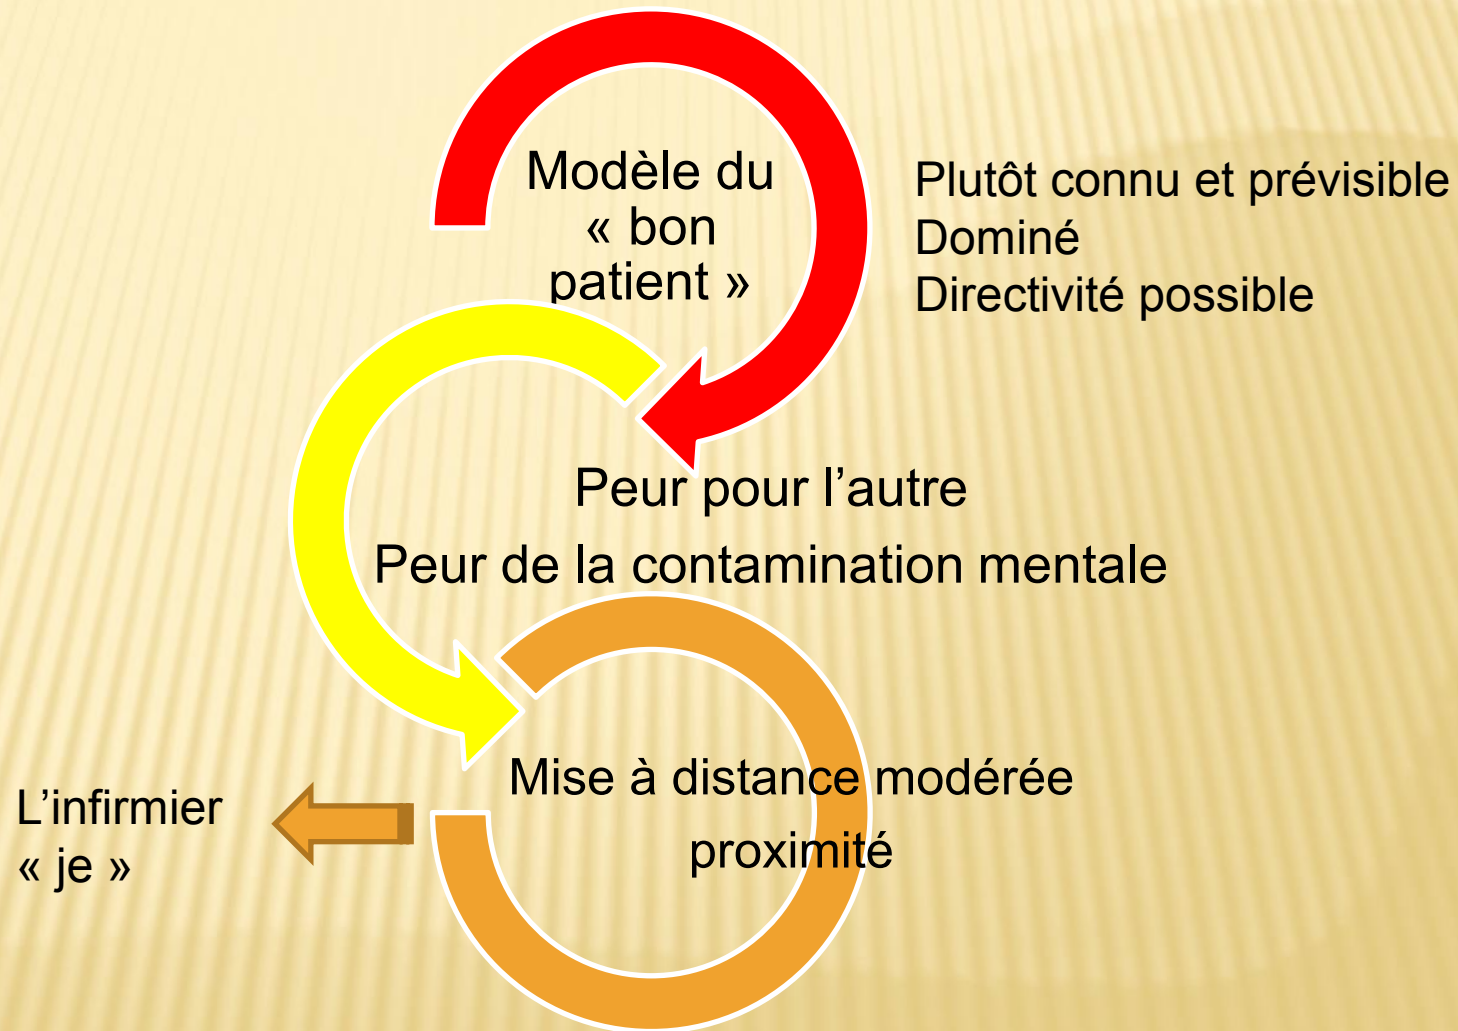 Modèle du
« bon
patient »
Plutôt connu et prévisible
Dominé
Directivité possible
Peur pour l’autre
Peur de la contamination mentale
Mise à distance modérée
proximité
L’infirmier
« je »